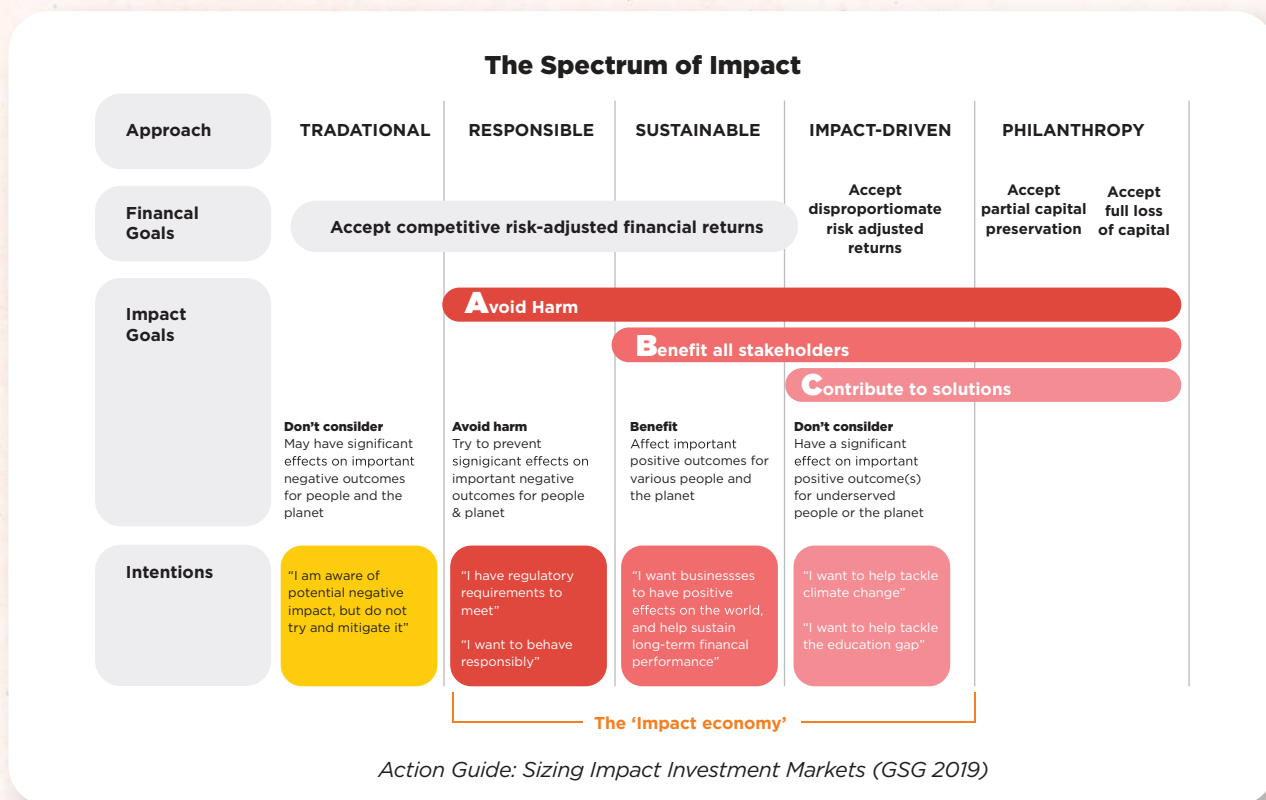 The Spectrum of Impact
Approach
TRADATIONAL
RESPONSIBLE
SUSTAINABLE
IMPACT-DRIVEN
PHILANTHROPY
Financal
Goals
Accept competitive risk-adjusted financial returns
Accept
disproportiomate
risk adjusted
returns
Accept
partial capital
preservation
Accept
full loss
of capital
Impact
Goals
Avoid Harm
Benefit all stakeholders
Contribute to solutions
Don't consilder
May have significant
effects on important
negative outcomes
for people and the
planet
Avoid harm
Try to prevent
signigicant effects on
important negative
outcomes for people
& planet
Benefit
Affect important
positive outcomes for
various people and
the planet
Don't consilder
Have a significant
effect on important
positive outcome(s)
for underserved
people or the planet
Intentions
"I am aware of
potential negative
impact, but do not
try and mitigate it"
"I have regulatory
requirements to
meet"
"I want to behave
responsibly"
"I want businessses
to have positive
effects on the world,
and help sustain
long-term financal
performance"
"I want to help tackle
climate change"
"I want to help tackle
the education gap"
The 'Impact economy'
Action Guide: Sizing Impact Investment Markets (GSG 2019)